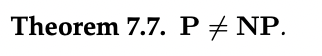 Theorem 7.7. P ≠ NP.